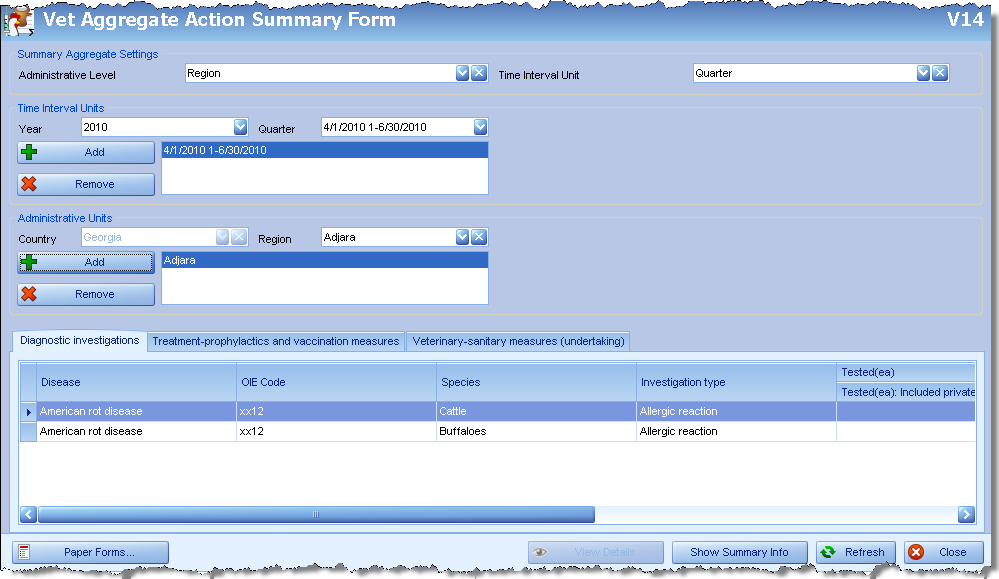 Vet Aggregate Action Summary Form V14
Summary Aggregate Settings
Administrative Level Region Time Interval Unit Quarter
Time Interval Units
Year 2010 Quarter 4/1/2010 1-6/30/2010
Add 4/1/2010 1-6/30/2010
Remove
Administrative Units
Country Georgia Region Adjara
Add Adjara
Remove
Diagnostic investigations Treatment-prophylactics and vaccination measures Veterinary-sanitary measures (undertaking)
Disease OIE Code Species Investigation type Tested(ea)
Tested(ea): Included private
American rot disease xx12 Cattle Allergic reaction
American rot disease xx12 Buffaloes Allergic reaction
Paper Forms... View Details Show Summary Info Refresh Close